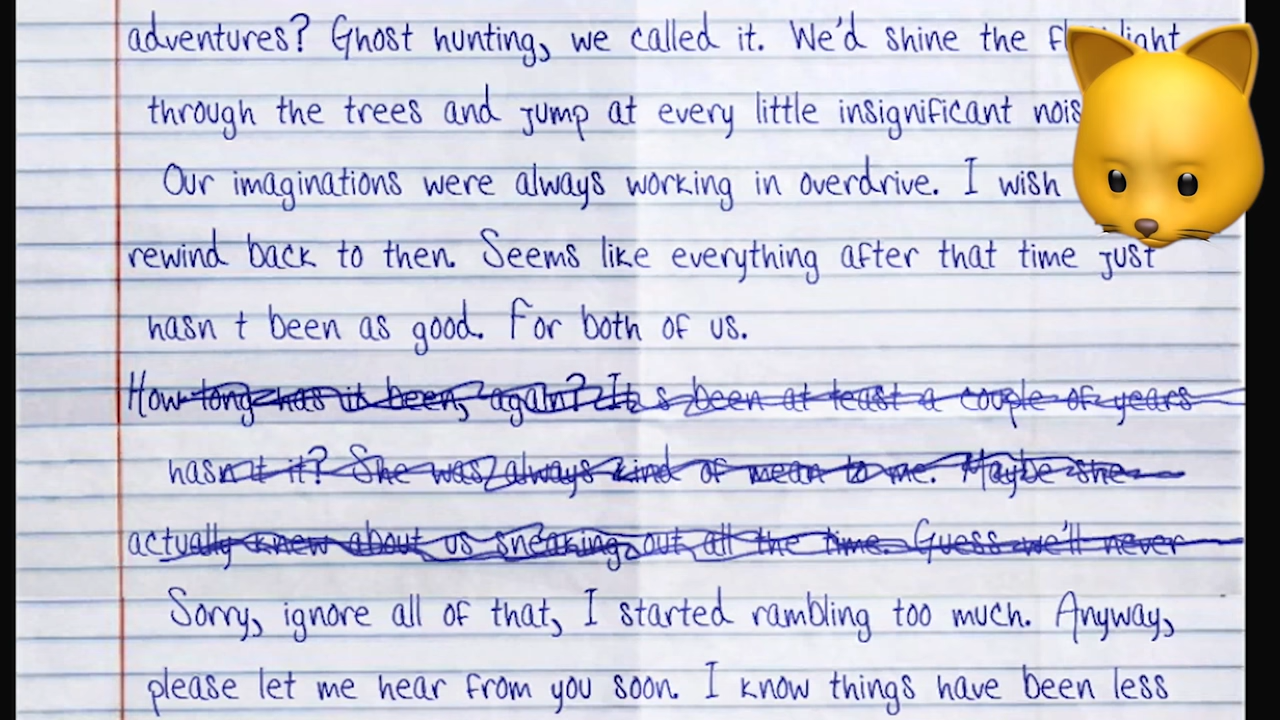 adventures? Ghost hunting, we called it. We'd shine the
through the trees and jump at every little insignificant
Our imaginations were always working in overdrive. I wish
rewind back to then. Seems like everything after that time just
hasn t been as good. For both of us.
How long has it been, again? It s been at least a couple of years
hasn t it? She was always kind of mean to me. Maybe she
actually knew about us sneaking out all the time. Guess we'll never
Sorry, ignore all of that, I started rambling too much. Anyway,
please let me hear from you soon. I know things have been less